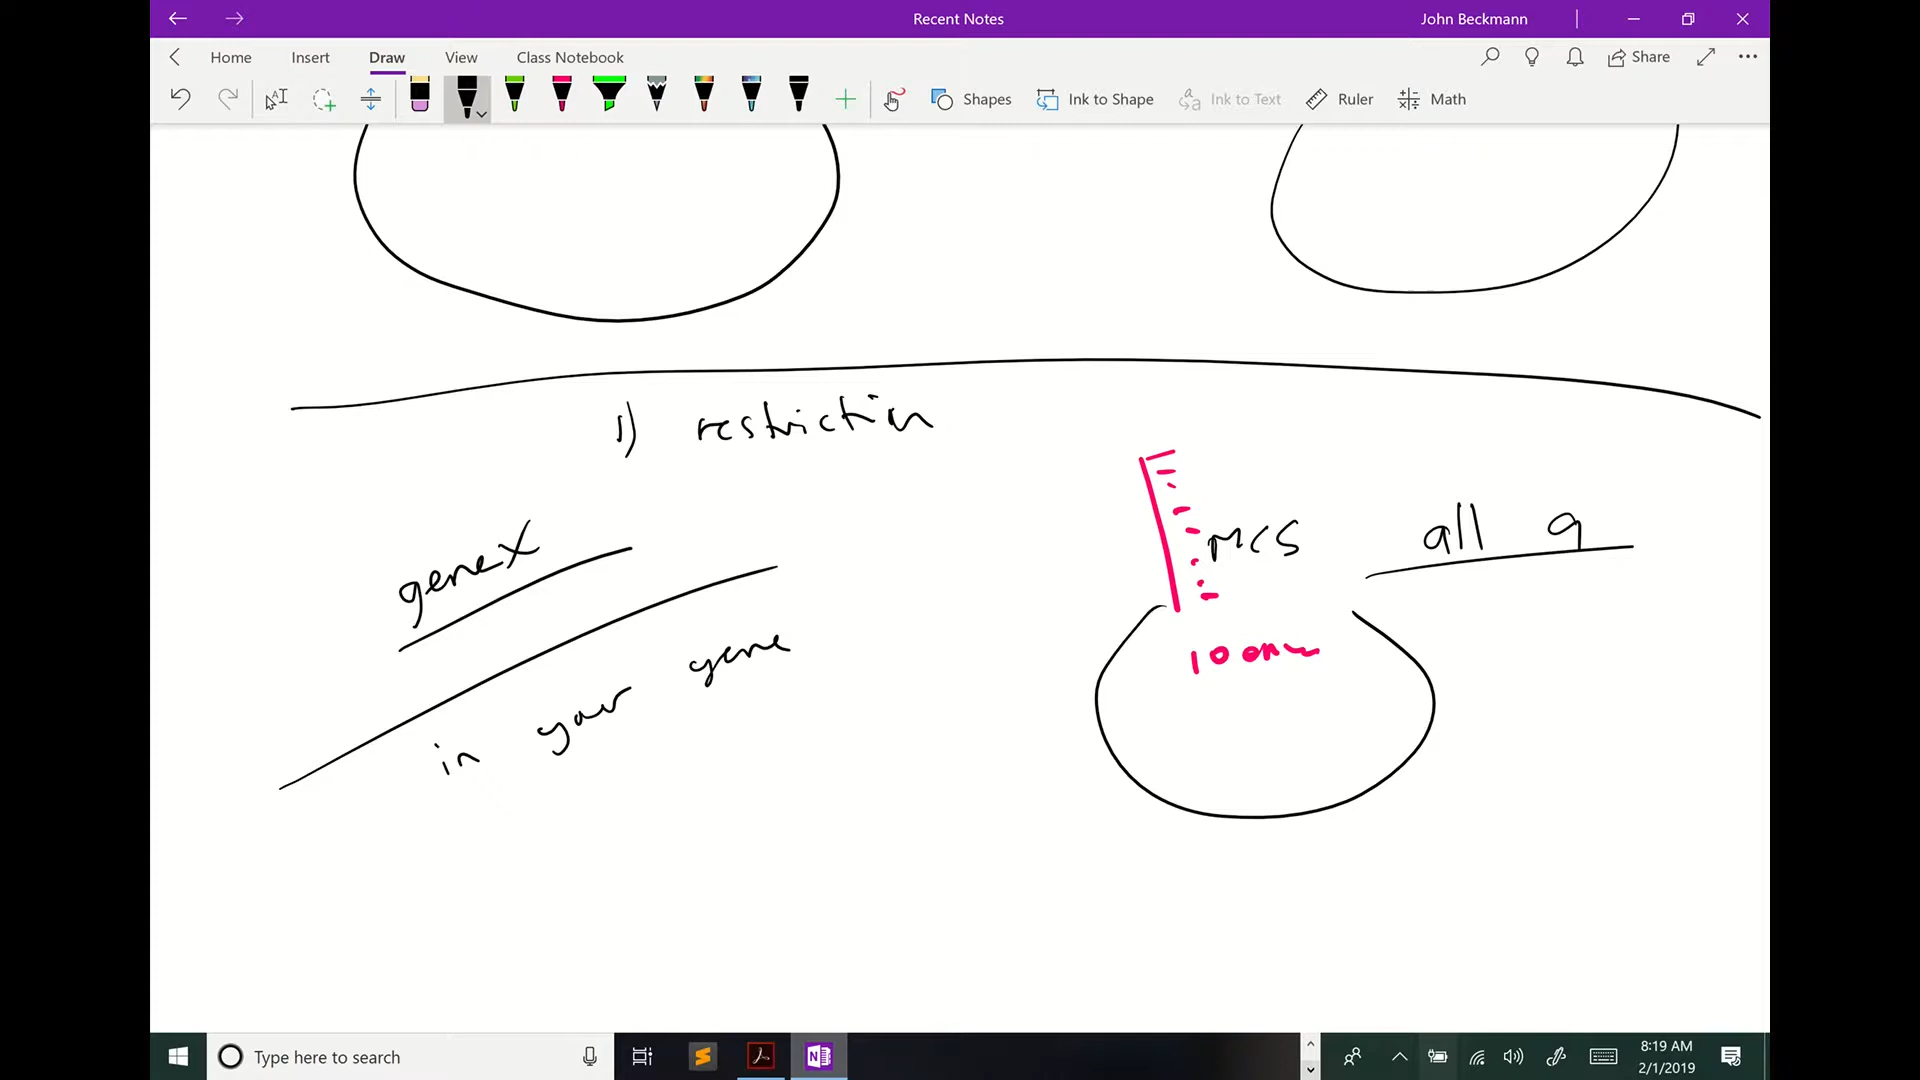 Recent Notes
John Beckmann
Home Insert Draw View Class Notebook
Share
Shapes Ink to Shape Ink to Text Ruler Math
1) restriction
gene X
MCS all 9
in your gene
Type here to search
8:19 AM
2/1/2019